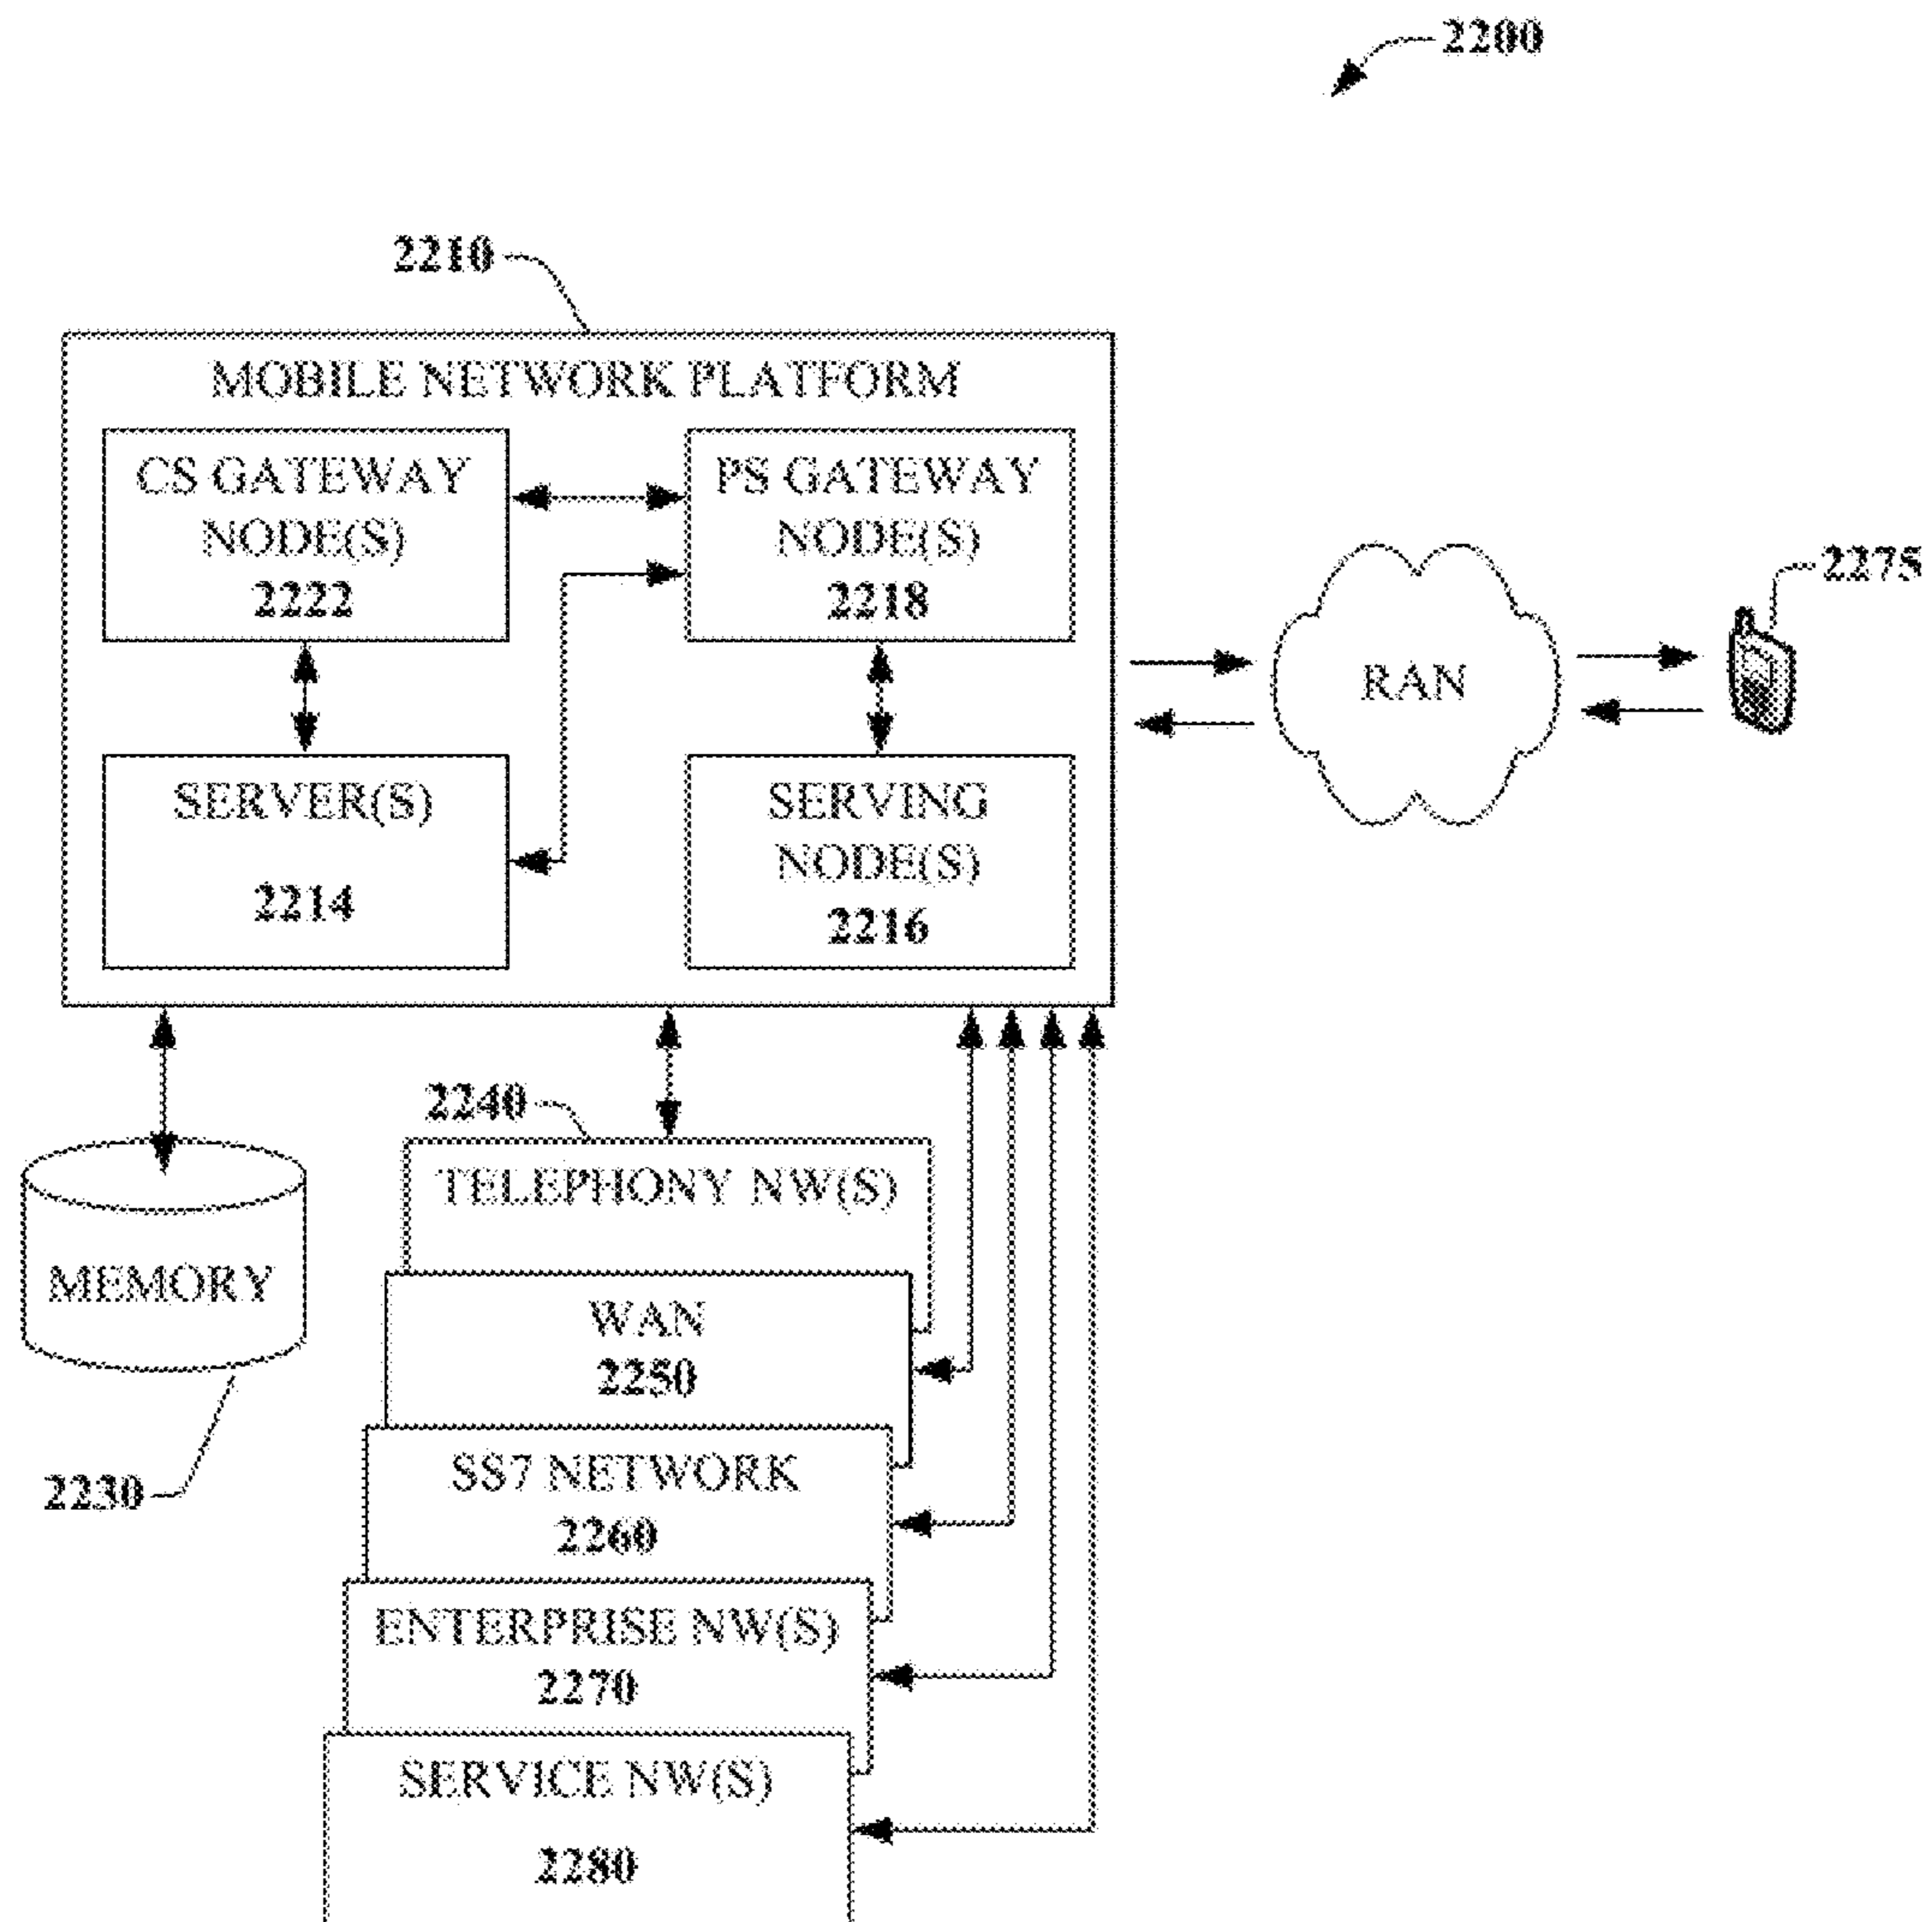 2200
2210
MOBILE NETWORK PLATFORM
CS GATEWAY
NODE(S)
2222
PS GATEWAY
NODE(S)
2218
SERVER(S)
2214
SERVING
NODE(S)
2216
RAN
2275
2240
TELEPHONY NW(S)
MEMORY
2230
WAN
2250
SS7 NETWORK
2260
ENTERPRISE NW(S)
2270
SERVICE NW(S)
2280